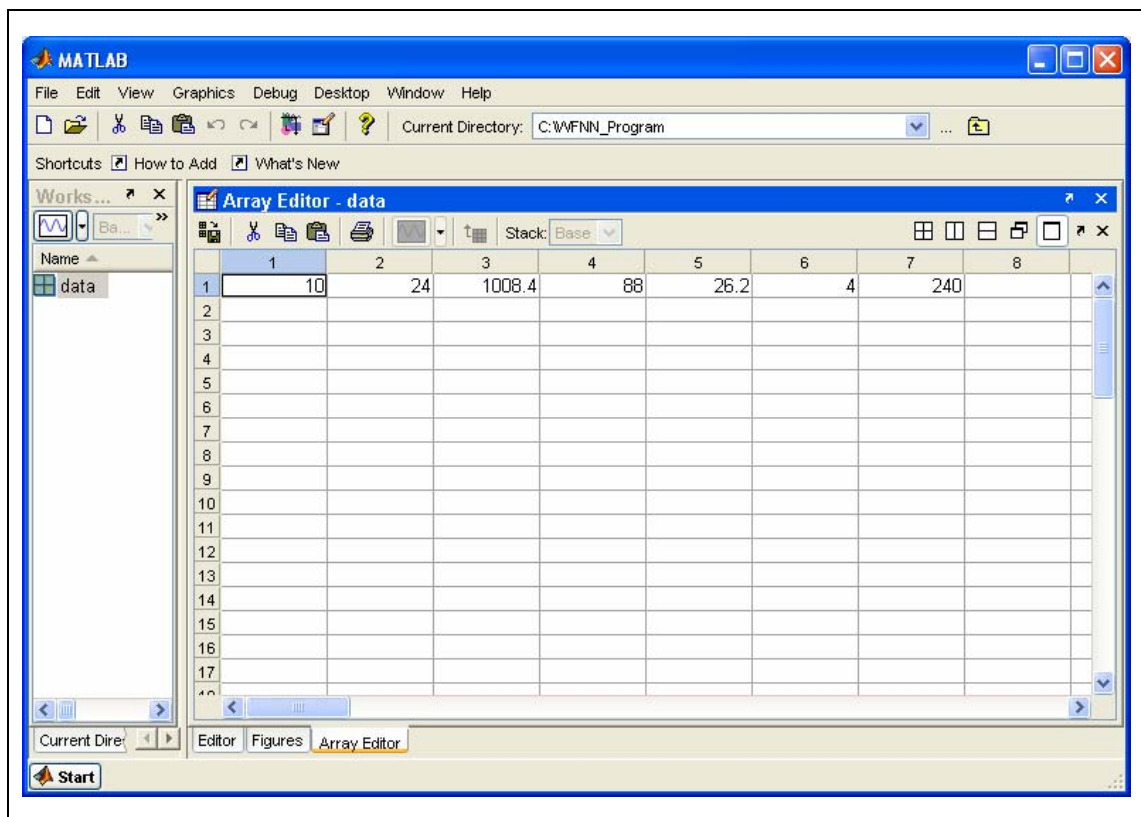 MATLAB
File Edit View Graphics Debug Desktop Window Help
Current Directory: C:\WFNN_Program ...
Shortcuts How to Add What's New
Works...
Ba...
Name
data
Array Editor - data
Stack: Base
1 2 3 4 5 6 7 8
1 10 24 1008.4 88 26.2 4 240
2
3
4
5
6
7
8
9
10
11
12
13
14
15
16
17
Current Dire
Editor Figures Array Editor
Start